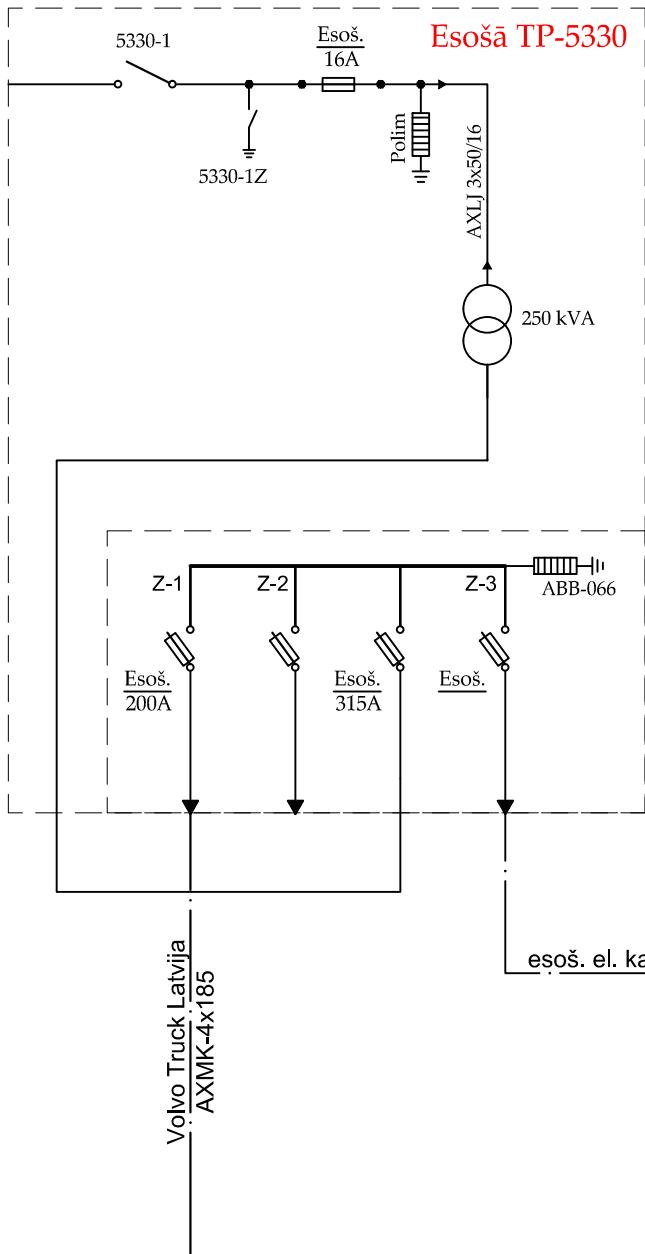 Esošā TP-5330
5330-1
Esoš.
16A
5330-1Z
Polim
AXLJ 3x50/16
250 kVA
Z-1
Z-2
Z-3
ABB-066
Esoš.
200A
Esoš.
315A
Esoš.
esoš. el. ka
Volvo Truck Latvija
AXMK-4x185